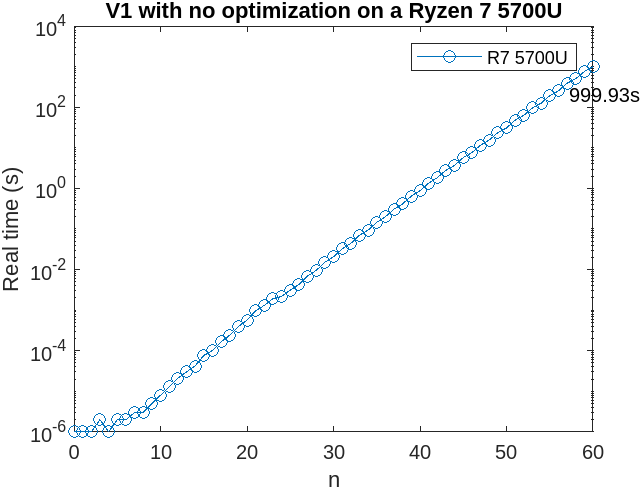 V1 with no optimization on a Ryzen 7 5700U
10^4
R7 5700U
999.93s
10^2
10^0
10^-2
10^-4
10^-6
Real time (s)
0 10 20 30 40 50 60
n